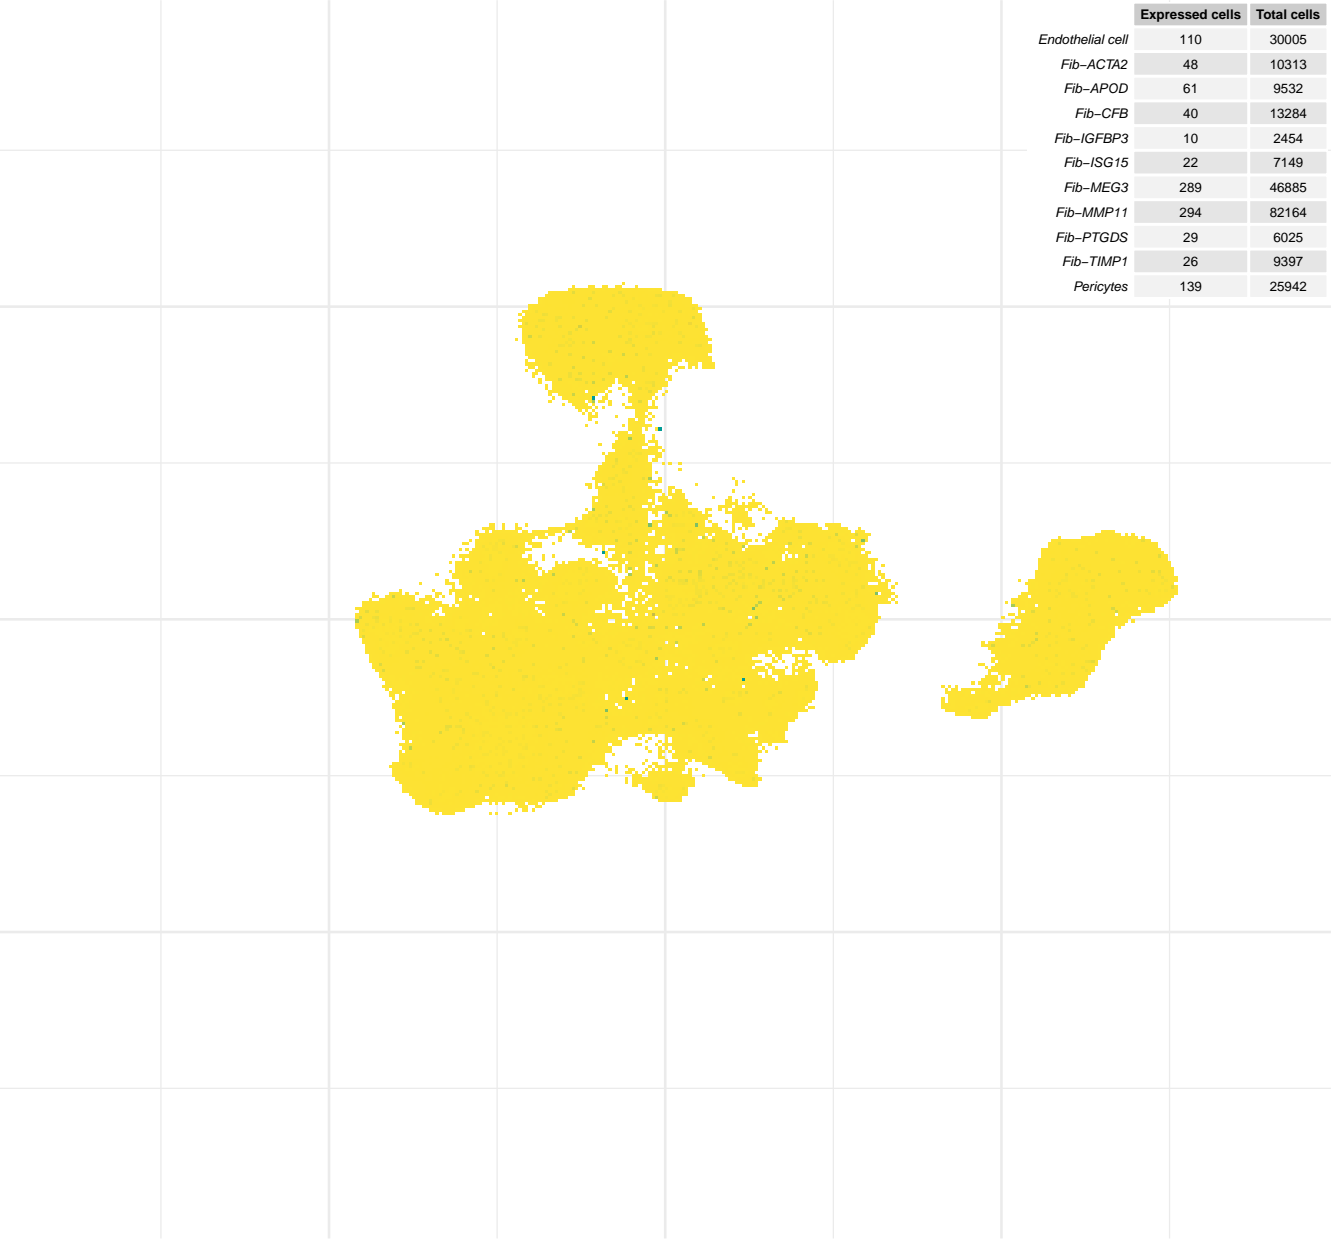 Expressed cells Total cells
Endothelial cell 110 30005
Fib−ACTA2 48 10313
Fib−APOD 61 9532
Fib−CFB 40 13284
Fib−IGFBP3 10 2454
Fib−ISG15 22 7149
Fib−MEG3 289 46885
Fib−MMP11 294 82164
Fib−PTGDS 29 6025
Fib−TIMP1 26 9397
Pericytes 139 25942